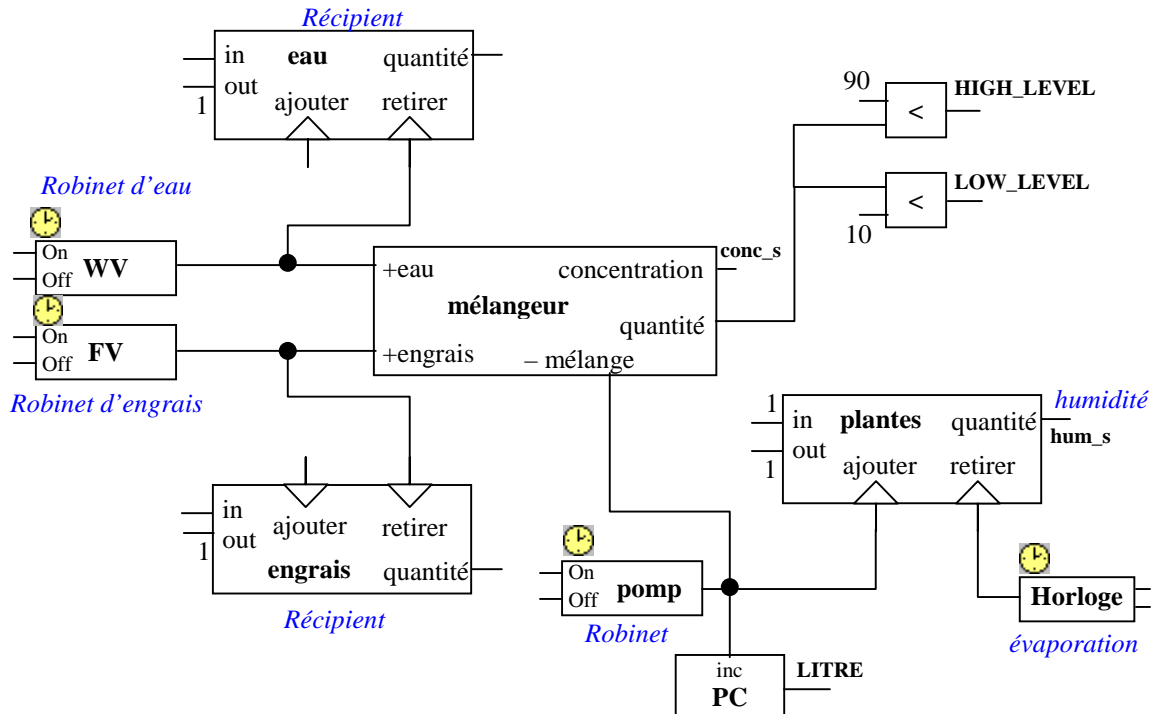 Récipient
in
eau
quantité
out
1
ajouter
retirer
90
<
HIGH_LEVEL
<
LOW_LEVEL
10
Robinet d’eau
On
Off
WV
On
Off
FV
Robinet d'engrais
+eau
concentration
conc_s
mélangeur
quantité
+engrais
– mélange
1
in
plantes
quantité
humidité
hum_s
out
1
ajouter
retirer
in
out
1
ajouter
retirer
engrais
quantité
Récipient
On
Off
pomp
Robinet
Horloge
évaporation
inc
PC
LITRE